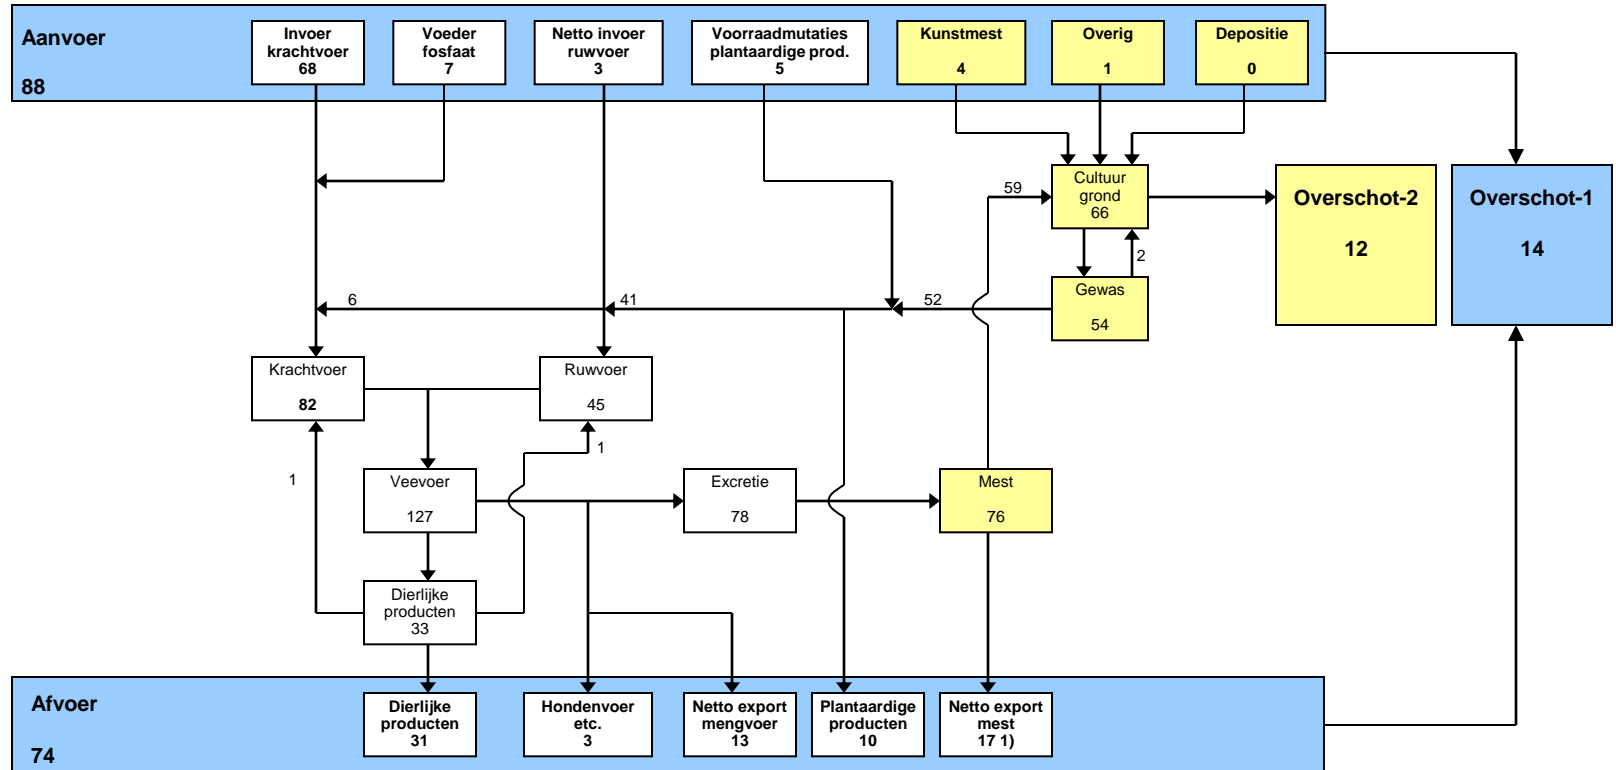 Aanvoer
88
Invoer
krachtvoer
68
Voeder
fosfaat
7
Netto invoer
ruwvoer
3
Voorraadmutaties
plantaardige prod.
5
Kunstmest
4
Overig
1
Depositie
0
Cultuur
grond
66
59
Overschot-2
12
Overschot-1
14
2
Gewas
54
6
41
52
Krachtvoer
82
Ruwvoer
45
1
1
Veevoer
127
Excretie
78
Mest
76
Dierlijke
producten
33
Afvoer
74
Dierlijke
producten
31
Hondenvoer
etc.
3
Netto export
mengvoer
13
Plantaardige
producten
10
Netto export
mest
17 1)